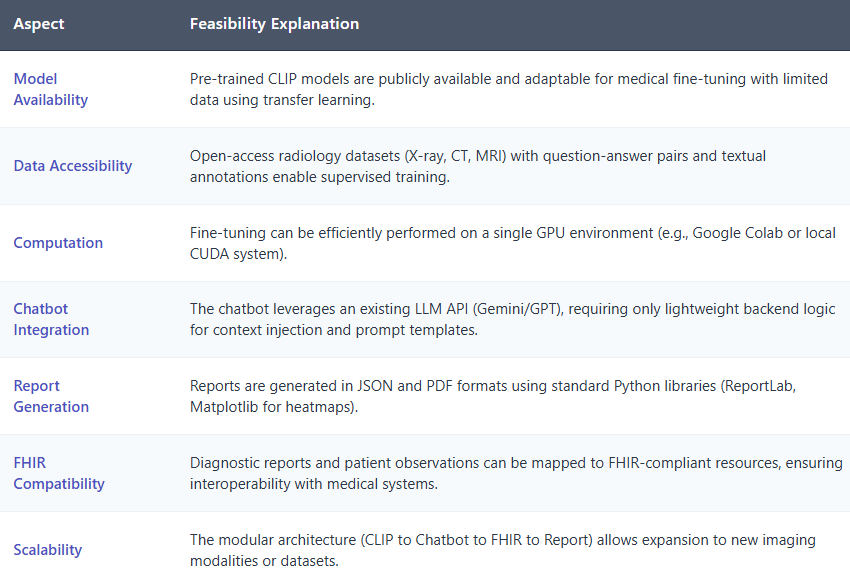 Aspect
Feasibility Explanation
Model
Availability
Pre-trained CLIP models are publicly available and adaptable for medical fine-tuning with limited
data using transfer learning.
Data Accessibility
Open-access radiology datasets (X-ray, CT, MRI) with question-answer pairs and textual
annotations enable supervised training.
Computation
Fine-tuning can be efficiently performed on a single GPU environment (e.g., Google Colab or local
CUDA system).
Chatbot
Integration
The chatbot leverages an existing LLM API (Gemini/GPT), requiring only lightweight backend logic
for context injection and prompt templates.
Report
Generation
Reports are generated in JSON and PDF formats using standard Python libraries (ReportLab,
Matplotlib for heatmaps).
FHIR
Compatibility
Diagnostic reports and patient observations can be mapped to FHIR-compliant resources, ensuring
interoperability with medical systems.
Scalability
The modular architecture (CLIP to Chatbot to FHIR to Report) allows expansion to new imaging
modalities or datasets.